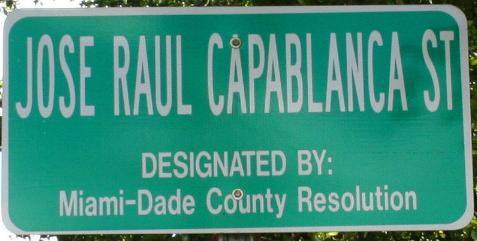 JOSE RAUL CAPABLANCA ST
DESIGNATED BY:
Miami-Dade County Resolution